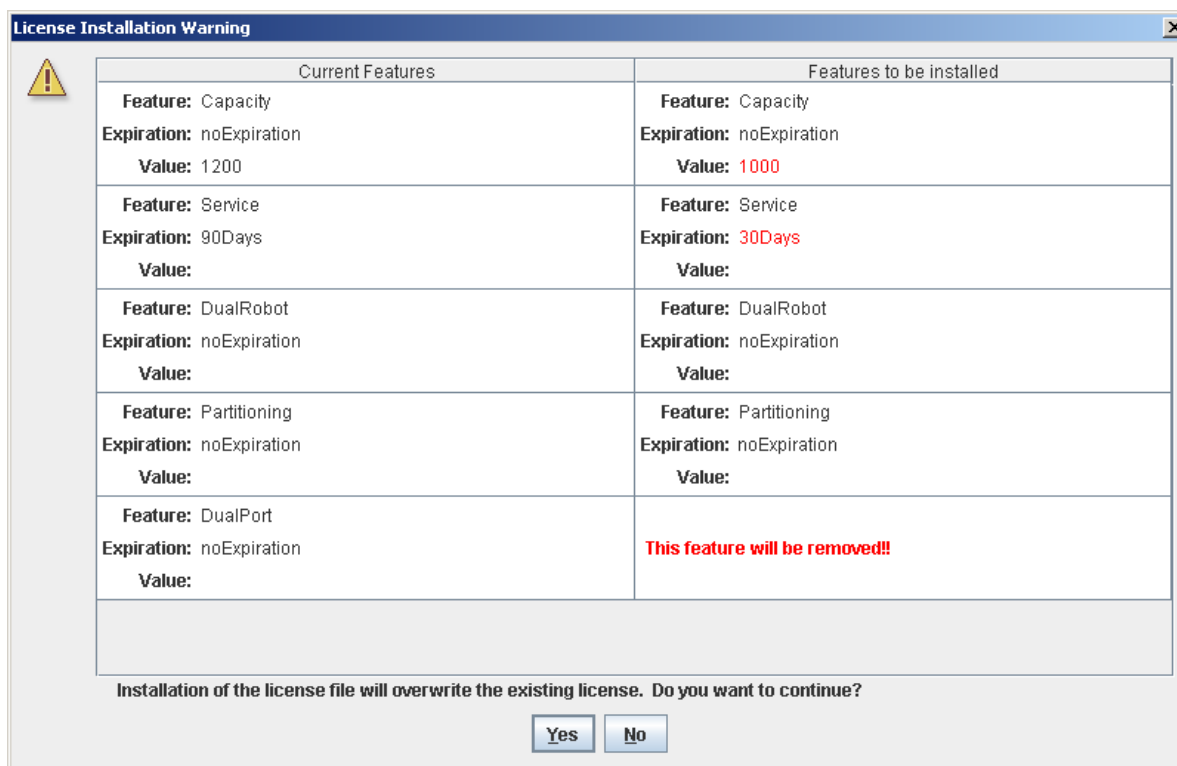 License Installation Warning
Current Features
Features to be installed
Feature: Capacity
Expiration: noExpiration
Value: 1200
Feature: Capacity
Expiration: noExpiration
Value: 1000
Feature: Service
Expiration: 90Days
Value:
Feature: Service
Expiration: 30Days
Value:
Feature: DualRobot
Expiration: noExpiration
Value:
Feature: DualRobot
Expiration: noExpiration
Value:
Feature: Partitioning
Expiration: noExpiration
Value:
Feature: Partitioning
Expiration: noExpiration
Value:
Feature: DualPort
Expiration: noExpiration
Value:
This feature will be removed!!
Installation of the license file will overwrite the existing license.  Do you want to continue?
Yes
No